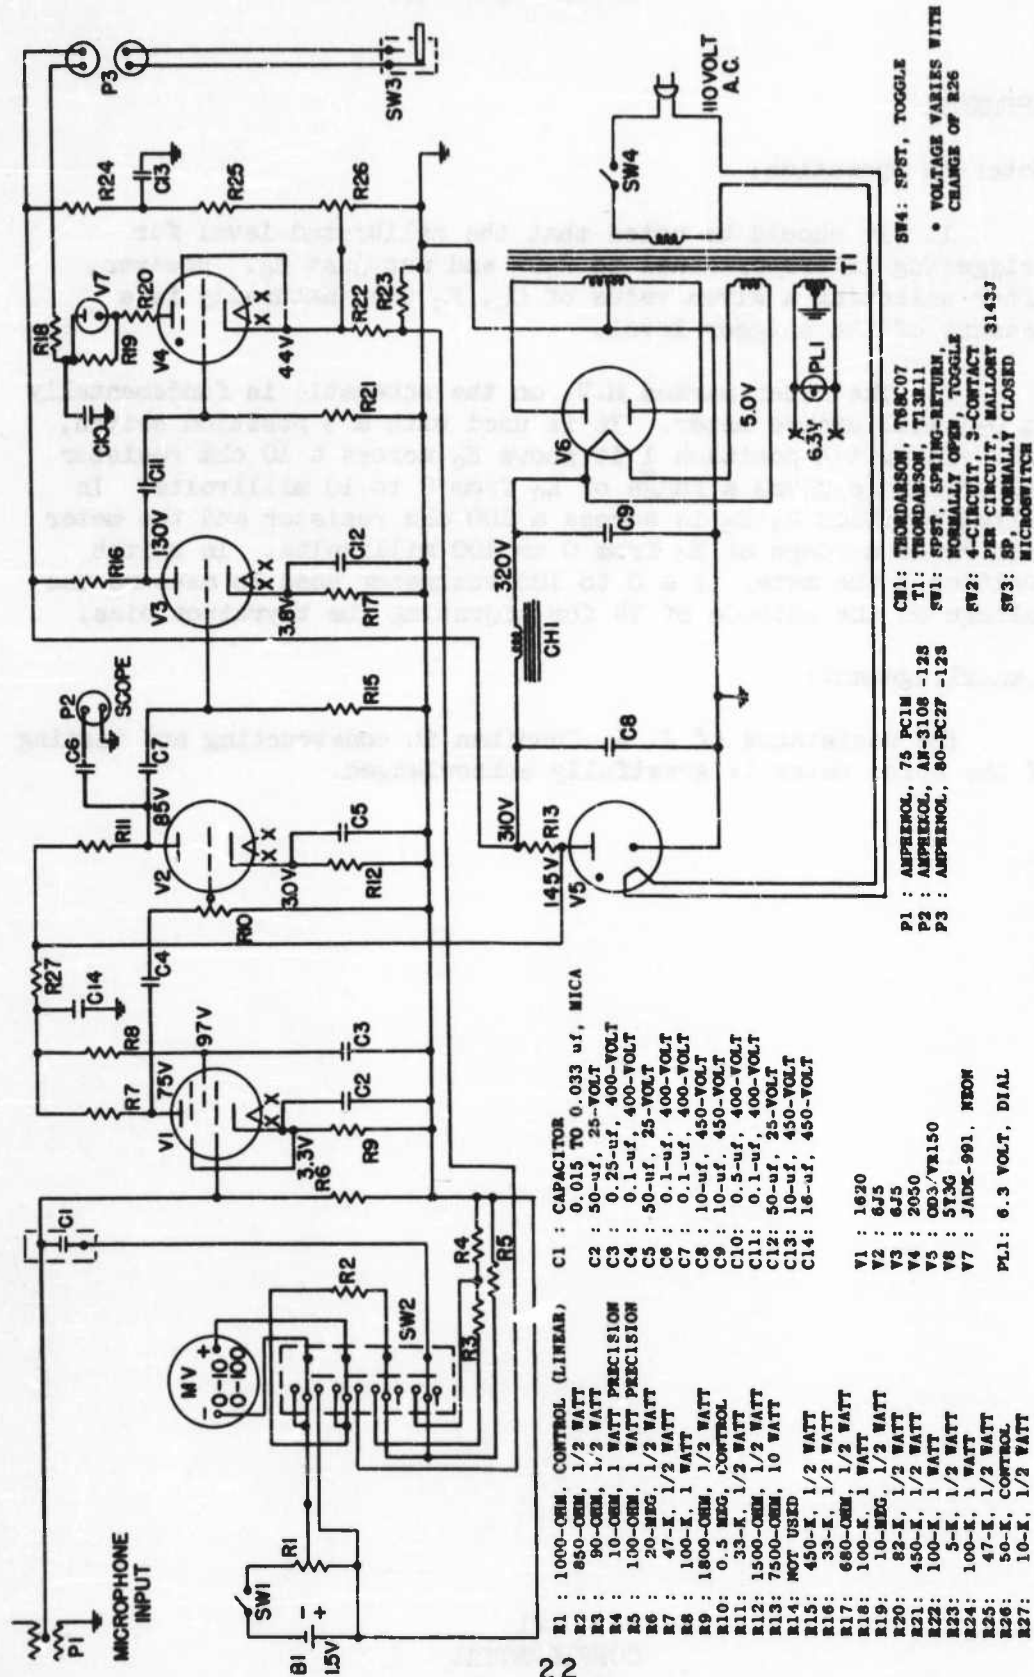 MICROPHONE
INPUT
P1
B1
1.5V
SW1
R1
MV
0-10
0-100
R2
SW2
R3
R4
R5
C1
R6
3.3V
R9
C2
C3
V1
75V
97V
R7
R8
C14
R27
C4
R10
V2
85V
R11
3.0V
R12
C5
C6
C7
P2
SCOPE
R15
V3
130V
R16
3.8V
R17
C12
C11
C10
R18
R19
V7
R20
V4
44V
R21
R22
R23
R24
C13
R25
R26
P3
SW3
SW4
110 VOLT
A.C.
T1
V6
5.0V
6.3V
PL1
320V
CH1
C9
C8
310V
R13
145V
V5
R1 : 1000-OHM, CONTROL (LINEAR)
R2 : 850-OHM, 1/2 WATT
R3 : 90-OHM, 1/2 WATT
R4 : 10-OHM, 1 WATT PRECISION
R5 : 100-OHM, 1 WATT PRECISION
R6 : 20-MEG, 1/2 WATT
R7 : 47-K, 1/2 WATT
R8 : 100-K, 1 WATT
R9 : 1800-OHM, 1/2 WATT
R10: 0.5 MEG, CONTROL
R11: 33-K, 1/2 WATT
R12: 1500-OHM, 1/2 WATT
R13: 7500-OHM, 10 WATT
R14: NOT USED
R15: 450-K, 1/2 WATT
R16: 33-K, 1/2 WATT
R17: 680-OHM, 1/2 WATT
R18: 100-K, 1 WATT
R19: 10-MEG, 1/2 WATT
R20: 82-K, 1/2 WATT
R21: 450-K, 1/2 WATT
R22: 100-K, 1 WATT
R23: 5-K, 1/2 WATT
R24: 100-K, 1 WATT
R25: 47-K, 1/2 WATT
R26: 50-K, CONTROL
R27: 10-K, 1/2 WATT
C1 : CAPACITOR
0.015 TO 0.033 uf, MICA
C2 : 50-uf, 25-VOLT
C3 : 0.25-uf, 400-VOLT
C4 : 0.1-uf, 400-VOLT
C5 : 50-uf, 25-VOLT
C6 : 0.1-uf, 400-VOLT
C7 : 0.1-uf, 400-VOLT
C8 : 10-uf, 450-VOLT
C9 : 10-uf, 450-VOLT
C10: 0.5-uf, 400-VOLT
C11: 0.1-uf, 400-VOLT
C12: 50-uf, 25-VOLT
C13: 10-uf, 450-VOLT
C14: 16-uf, 450-VOLT
V1 : 1620
V2 : 6J5
V3 : 6J5
V4 : 2050
V5 : OD3/VR150
V6 : 5Y3G
V7 : JADK-991, NEON
PL1: 6.3 VOLT, DIAL
P1 : AMPHENOL, 75 PC1M
P2 : AMPHENOL, AN-3108 -12S
P3 : AMPHENOL, 80-PC2F -12S
CH1: THORDARSON, T68C07
T1: THORDARSON, T13R11
SW1: SPST, SPRING-RETURN,
NORMALLY OPEN, TOGGLE
SW2: 4-CIRCUIT, 3-CONTACT
PER CIRCUIT, MALLORY 3143J
SW3: SP, NORMALLY CLOSED
MICROSWITCH
SW4: SPST, TOGGLE
• VOLTAGE VARIES WITH
CHANGE OF R26
22